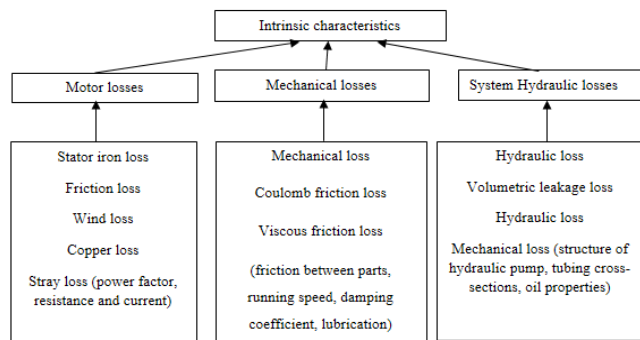 Intrinsic characteristics
Motor losses
Mechanical losses
System Hydraulic losses
Stator iron loss
Friction loss
Wind loss
Copper loss
Stray loss (power factor,
resistance and current)
Mechanical loss
Coulomb friction loss
Viscous friction loss
(friction between parts,
running speed, damping
coefficient, lubrication)
Hydraulic loss
Volumetric leakage loss
Hydraulic loss
Mechanical loss (structure of
hydraulic pump, tubing cross-
sections, oil properties)